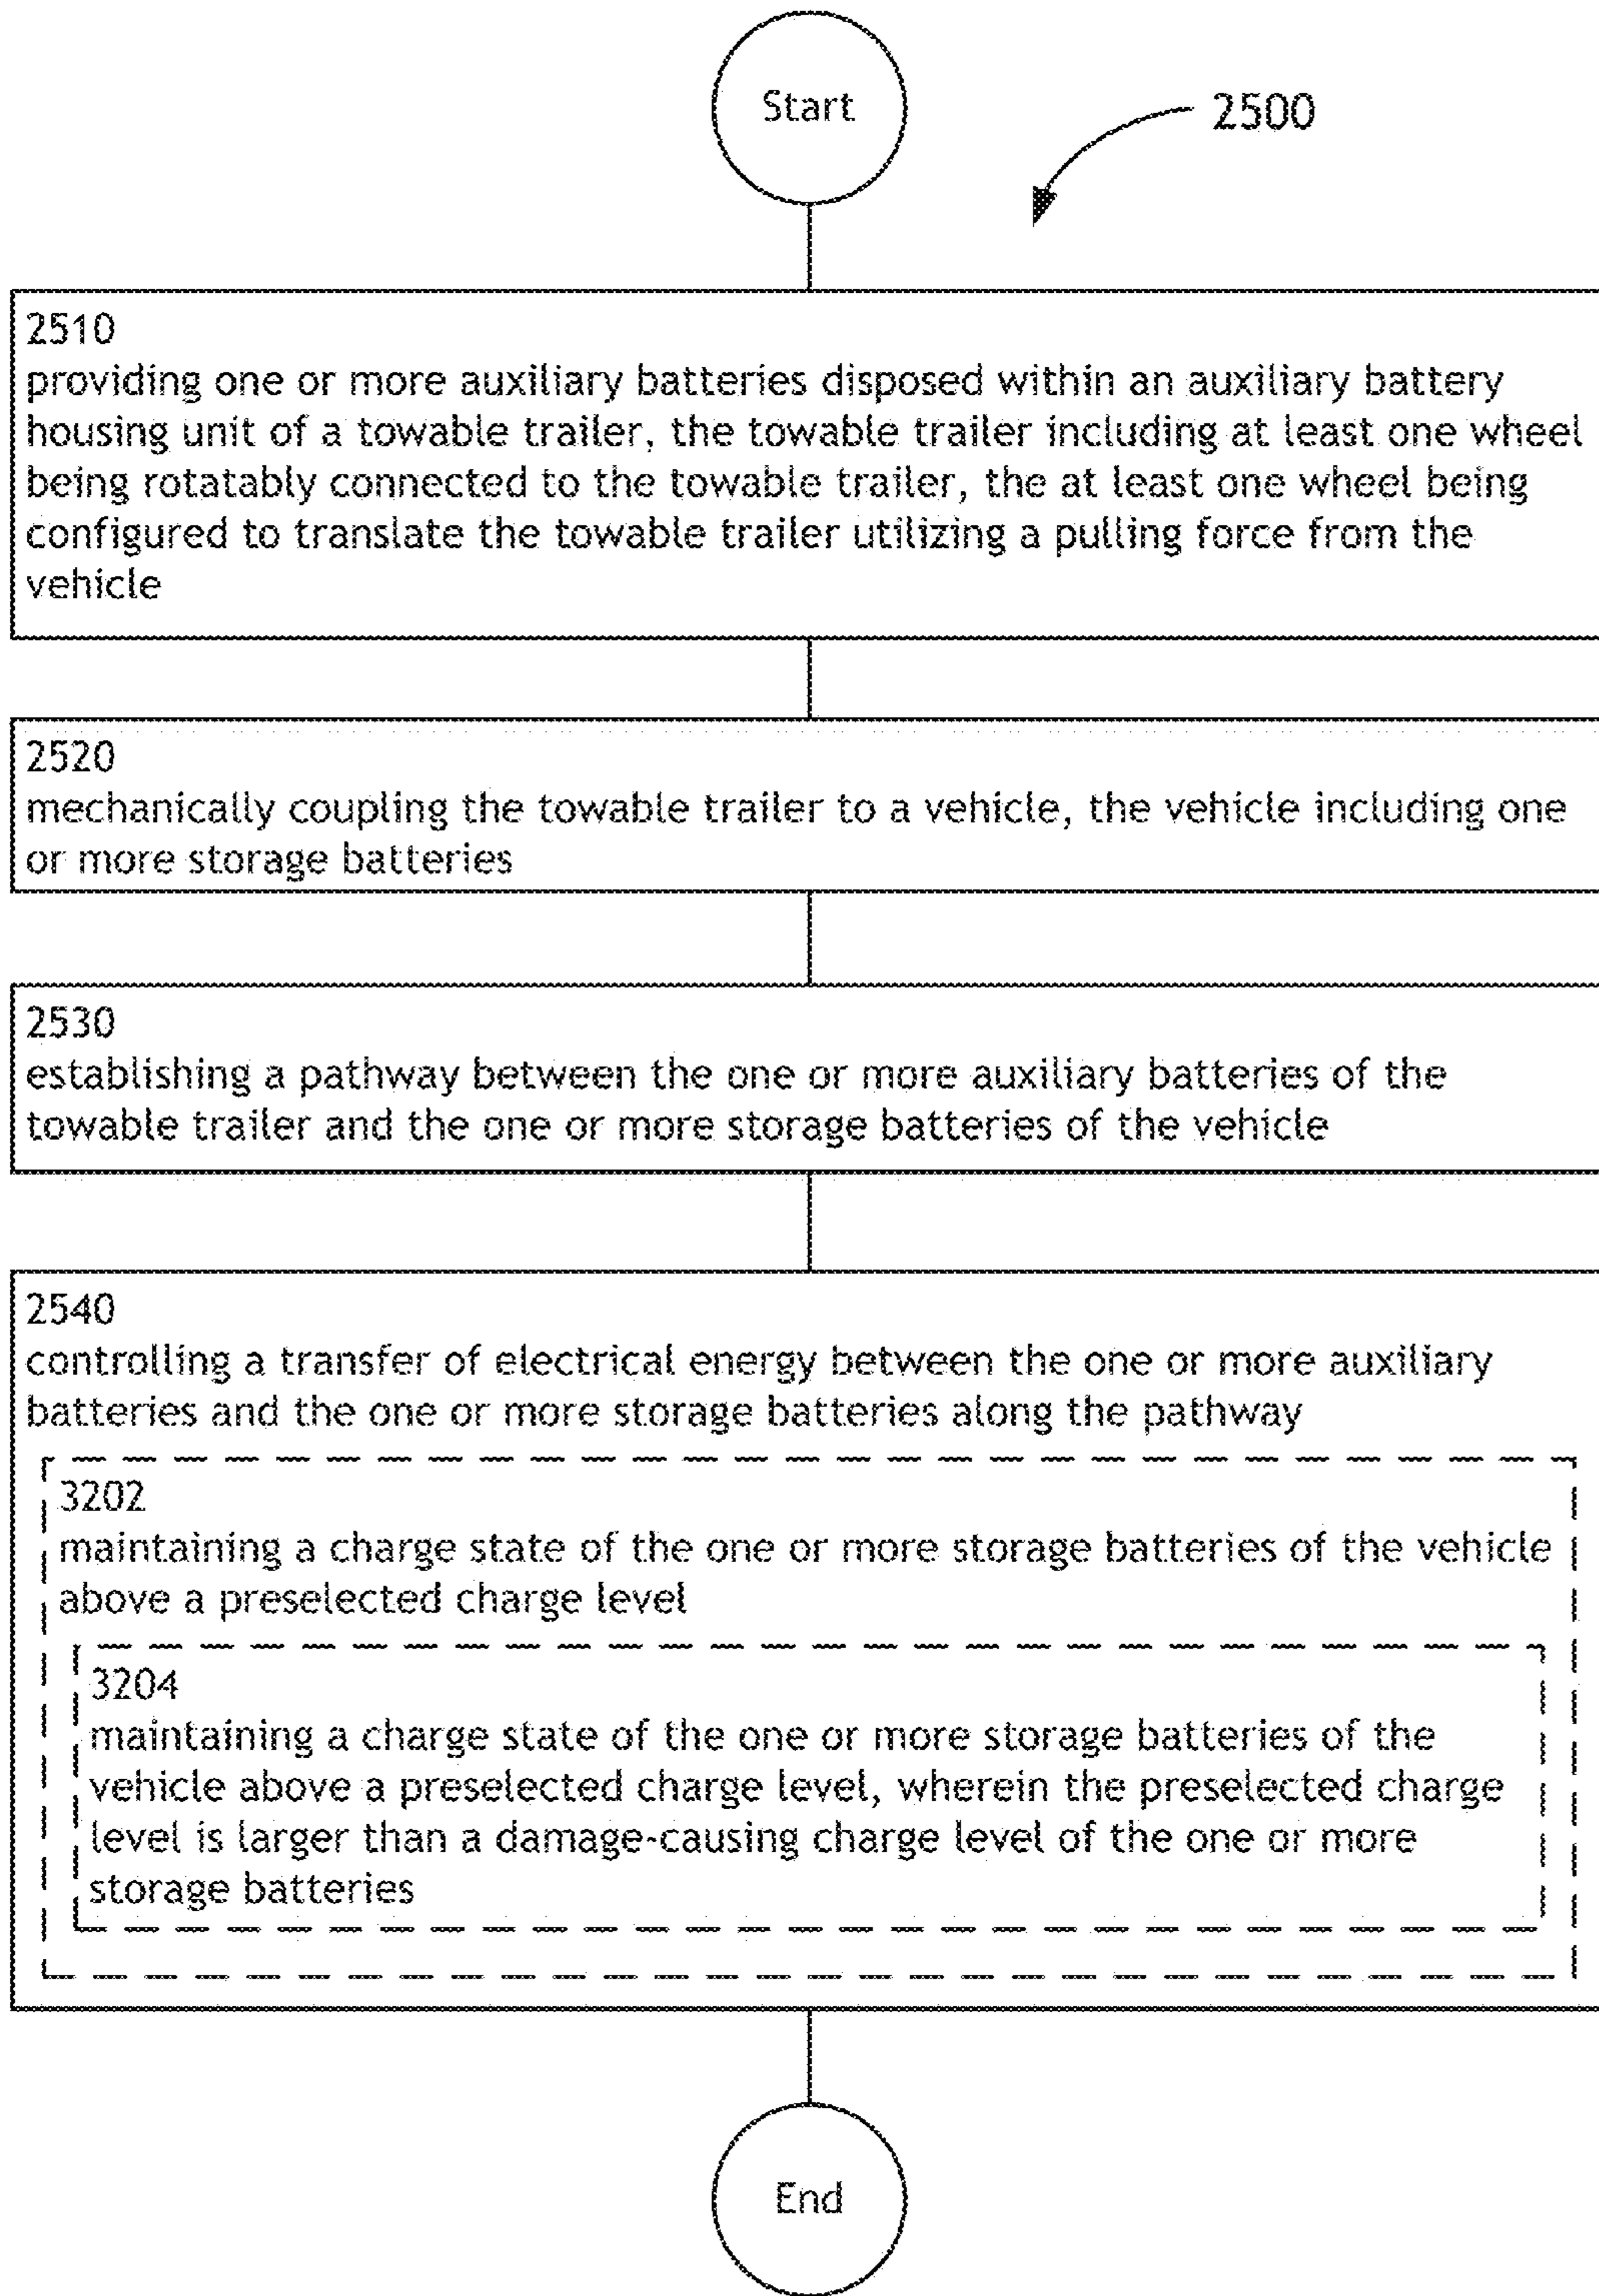 Start
2500
2510
providing one or more auxiliary batteries disposed within an auxiliary battery
housing unit of a towable trailer, the towable trailer including at least one wheel
being rotatably connected to the towable trailer, the at least one wheel being
configured to translate the towable trailer utilizing a pulling force from the
vehicle
2520
mechanically coupling the towable trailer to a vehicle, the vehicle including one
or more storage batteries
2530
establishing a pathway between the one or more auxiliary batteries of the
towable trailer and the one or more storage batteries of the vehicle
2540
controlling a transfer of electrical energy between the one or more auxiliary
batteries and the one or more storage batteries along the pathway
3202
maintaining a charge state of the one or more storage batteries of the vehicle
above a preselected charge level
3204
maintaining a charge state of the one or more storage batteries of the
vehicle above a preselected charge level, wherein the preselected charge
level is larger than a damage-causing charge level of the one or more
storage batteries
End